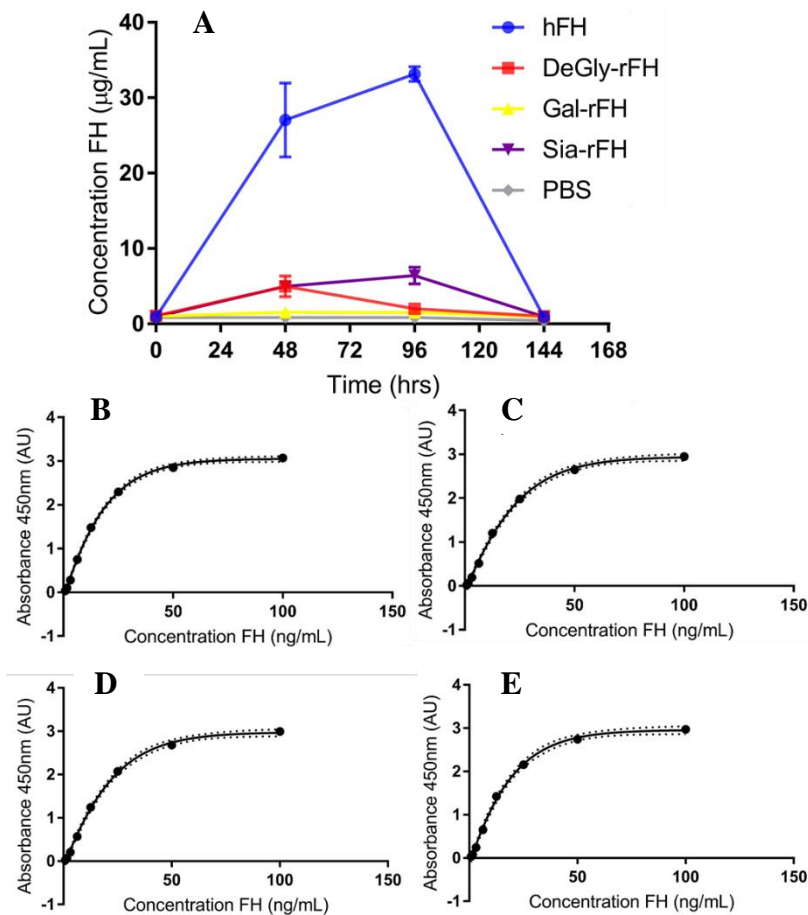 A
Concentration FH (µg/mL)
40
30
20
10
0
0 24 48 72 96 120 144 168
Time (hrs)
hFH
DeGly-rFH
Gal-rFH
Sia-rFH
PBS
B
Absorbance 450nm (AU)
4
3
2
1
0
-1
50 100 150
Concentration FH (ng/mL)
C
Absorbance 450nm (AU)
4
3
2
1
0
-1
50 100 150
Concentration FH (ng/mL)
D
Absorbance 450nm (AU)
4
3
2
1
0
-1
50 100 150
Concentration FH (ng/mL)
E
Absorbance 450nm (AU)
4
3
2
1
0
-1
50 100 150
Concentration FH (ng/mL)